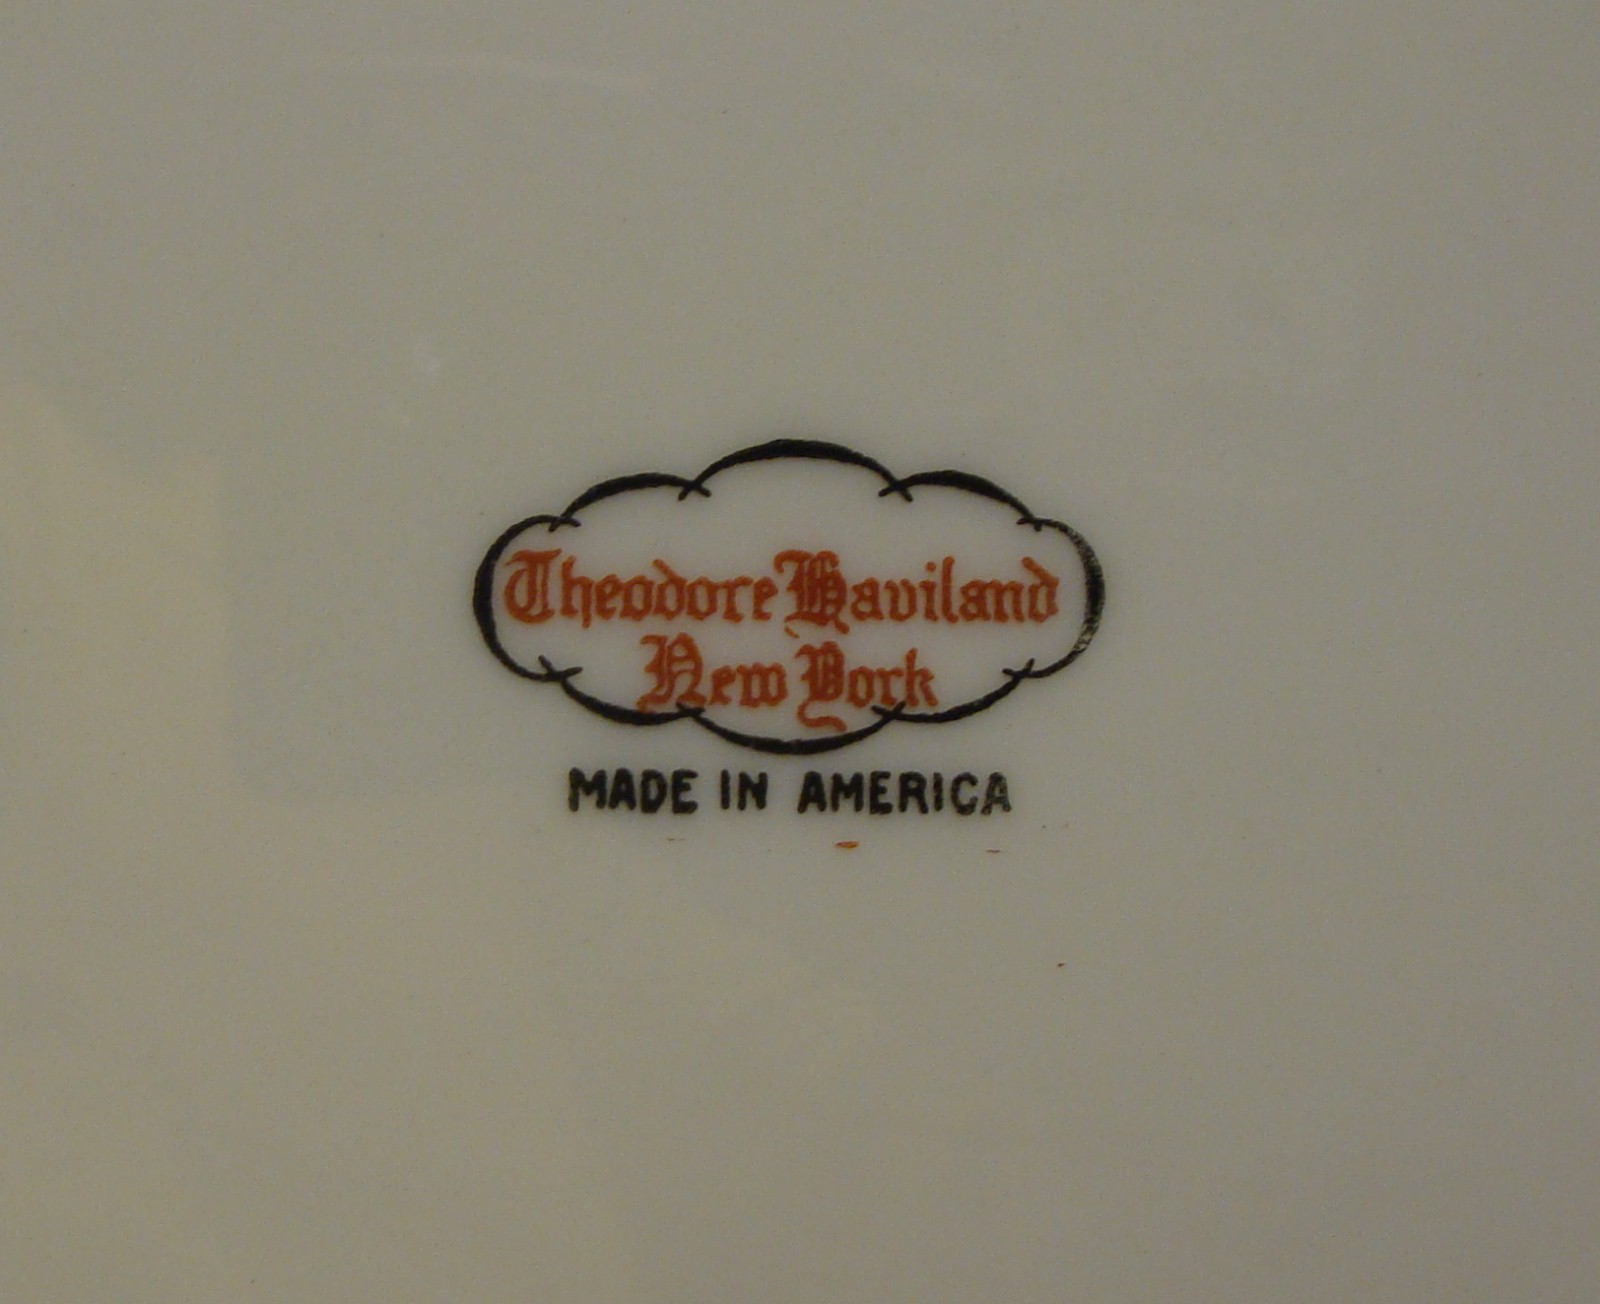 Theodore Haviland
New York
MADE IN AMERICA